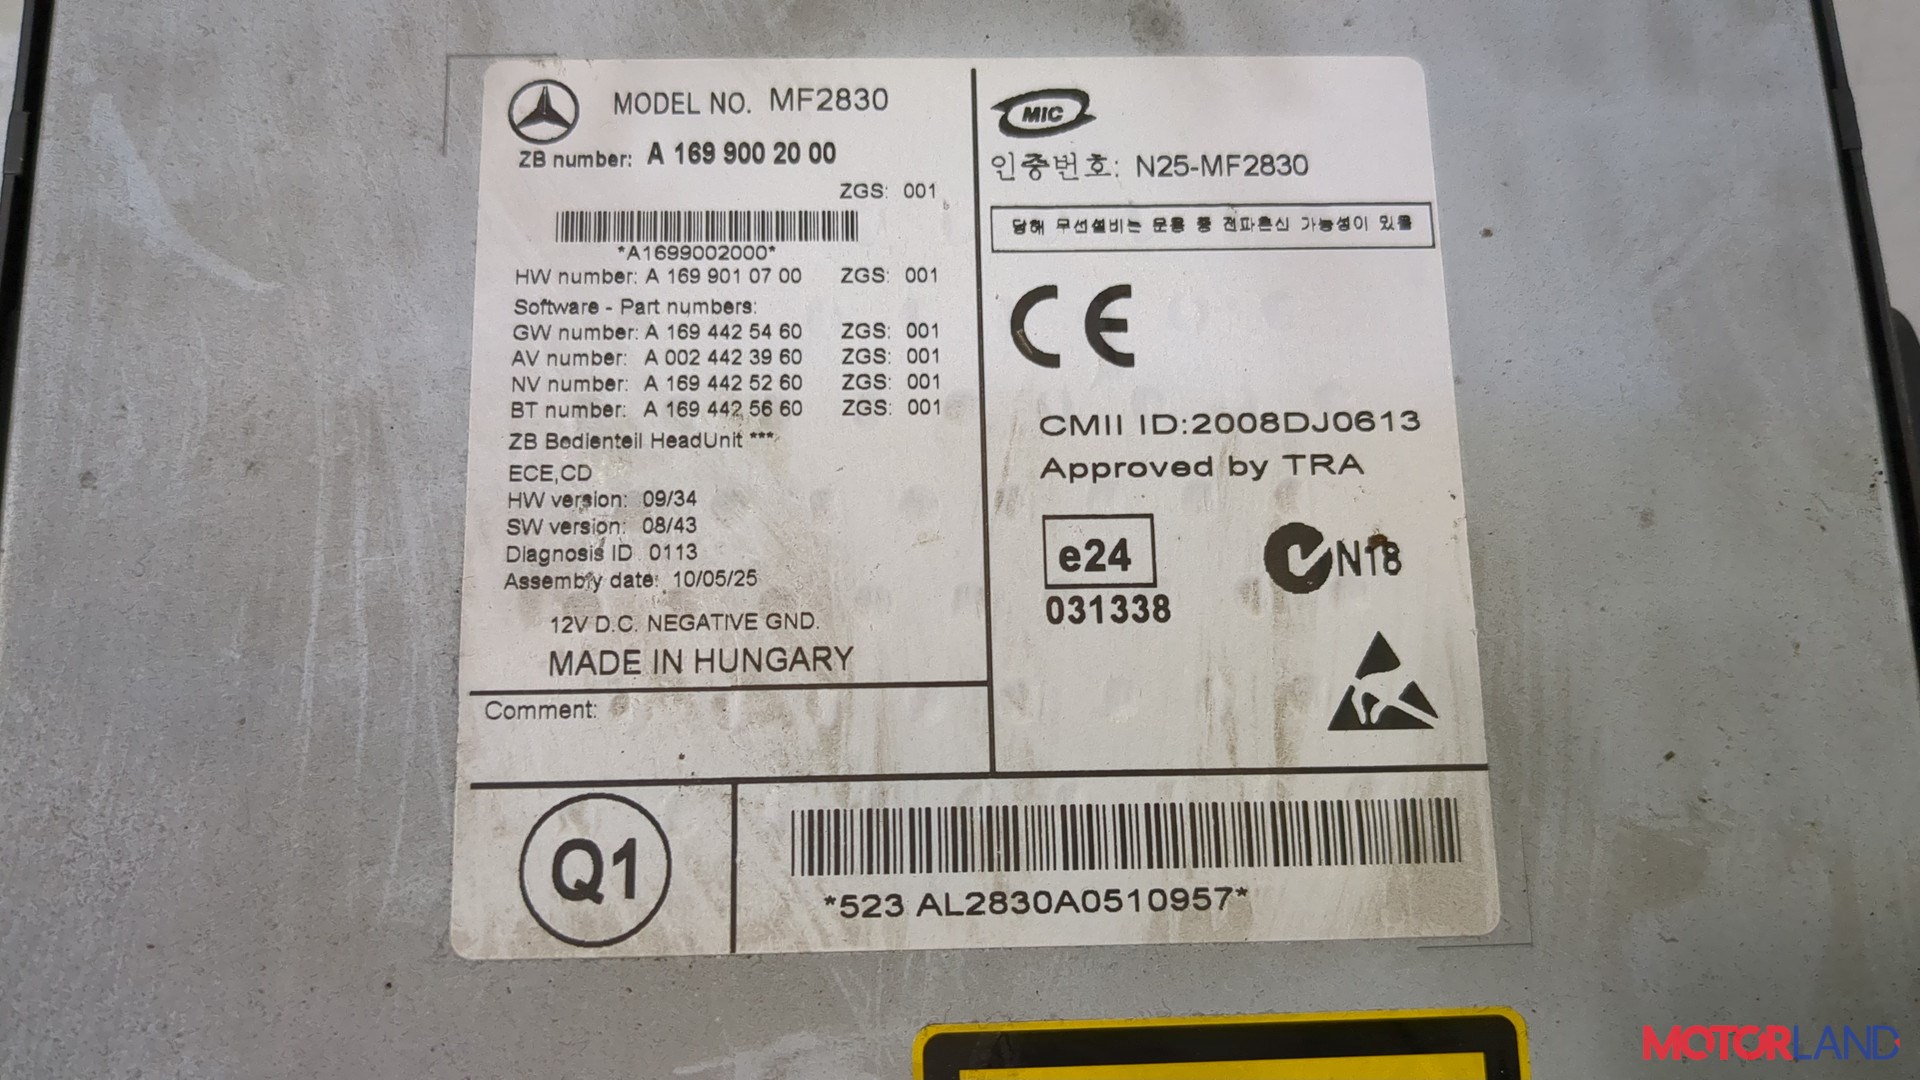 MODEL NO. MF2830
ZB number: A 169 900 20 00
ZGS: 001
*A1699002000*
HW number: A 169 901 07 00 ZGS: 001
Software - Part numbers:
GW number: A 169 442 54 60 ZGS: 001
AV number: A 002 442 39 60 ZGS: 001
NV number: A 169 442 52 60 ZGS: 001
BT number: A 169 442 56 60 ZGS: 001
ZB Bedienteil HeadUnit ***
ECE,CD
HW version: 09/34
SW version: 08/43
Diagnosis ID 0113
Assembly date: 10/05/25
12V D.C. NEGATIVE GND.
MADE IN HUNGARY
Comment:
MIC
인증번호: N25-MF2830
당해 무선설비는 운용 중 전파혼신 가능성이 있음
CE
CMII ID:2008DJ0613
Approved by TRA
e24
031338
N18
Q1
*523 AL2830A0510957*
MOTORLAND